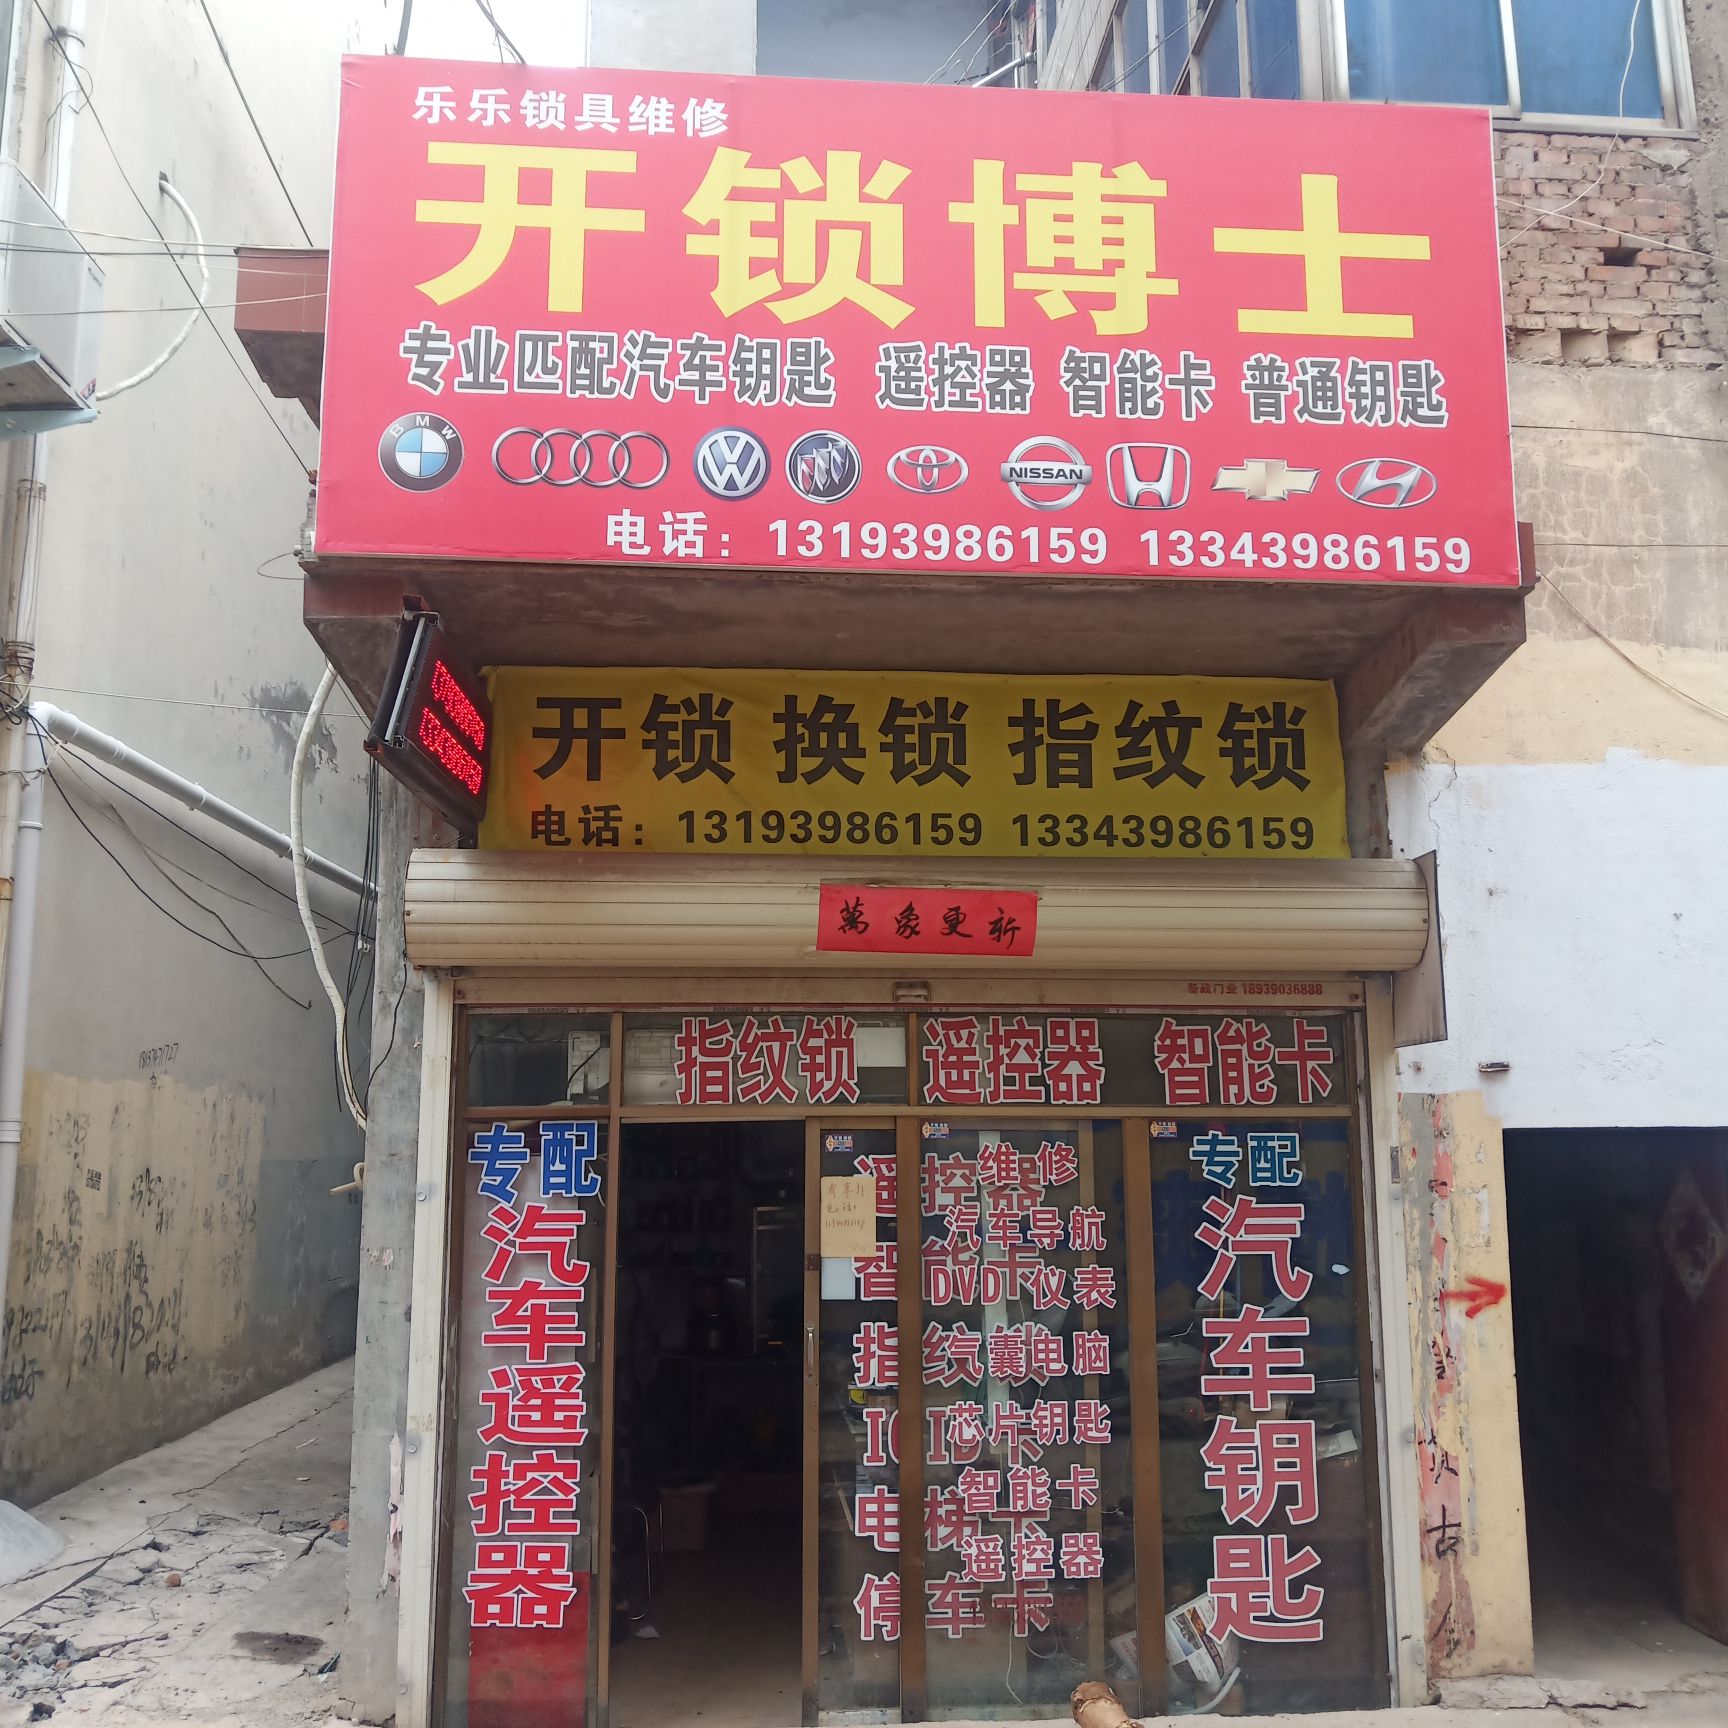 乐乐锁具维修
开锁博士
专业匹配汽车钥匙 遥控器 智能卡 普通钥匙
BMW
NISSAN
电话：13193986159 13343986159
开锁 换锁 指纹锁
电话：13193986159 13343986159
萬象更新
18939036888
指纹锁 遥控器 智能卡
专配
汽车遥控器
遥控器
智能卡
指纹
IC ID卡
电梯卡
停车卡
维修
汽车导航
DVD仪表
气囊电脑
芯片钥匙
智能卡
遥控器
专配
汽车钥匙